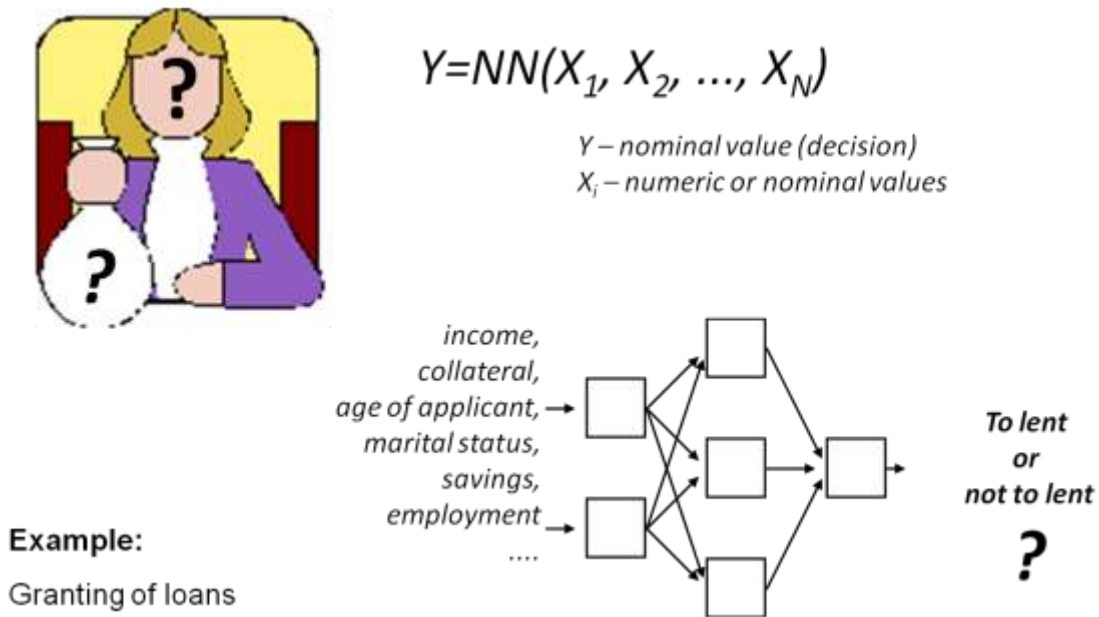 ?
?
Y=NN(X₁, X₂, ..., X_N)
Y – nominal value (decision)
Xᵢ – numeric or nominal values
income,
collateral,
age of applicant,
marital status,
savings,
employment
....
To lent
or
not to lent
?
Example:
Granting of loans